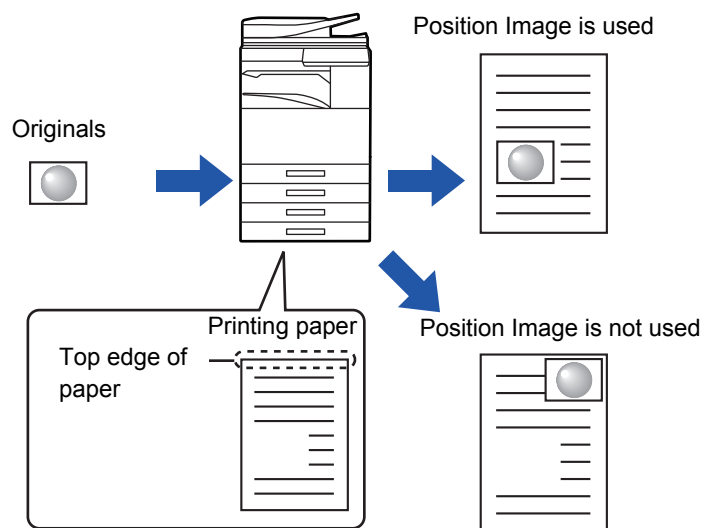 Position Image is used
Originals
Printing paper
Top edge of
paper
Position Image is not used